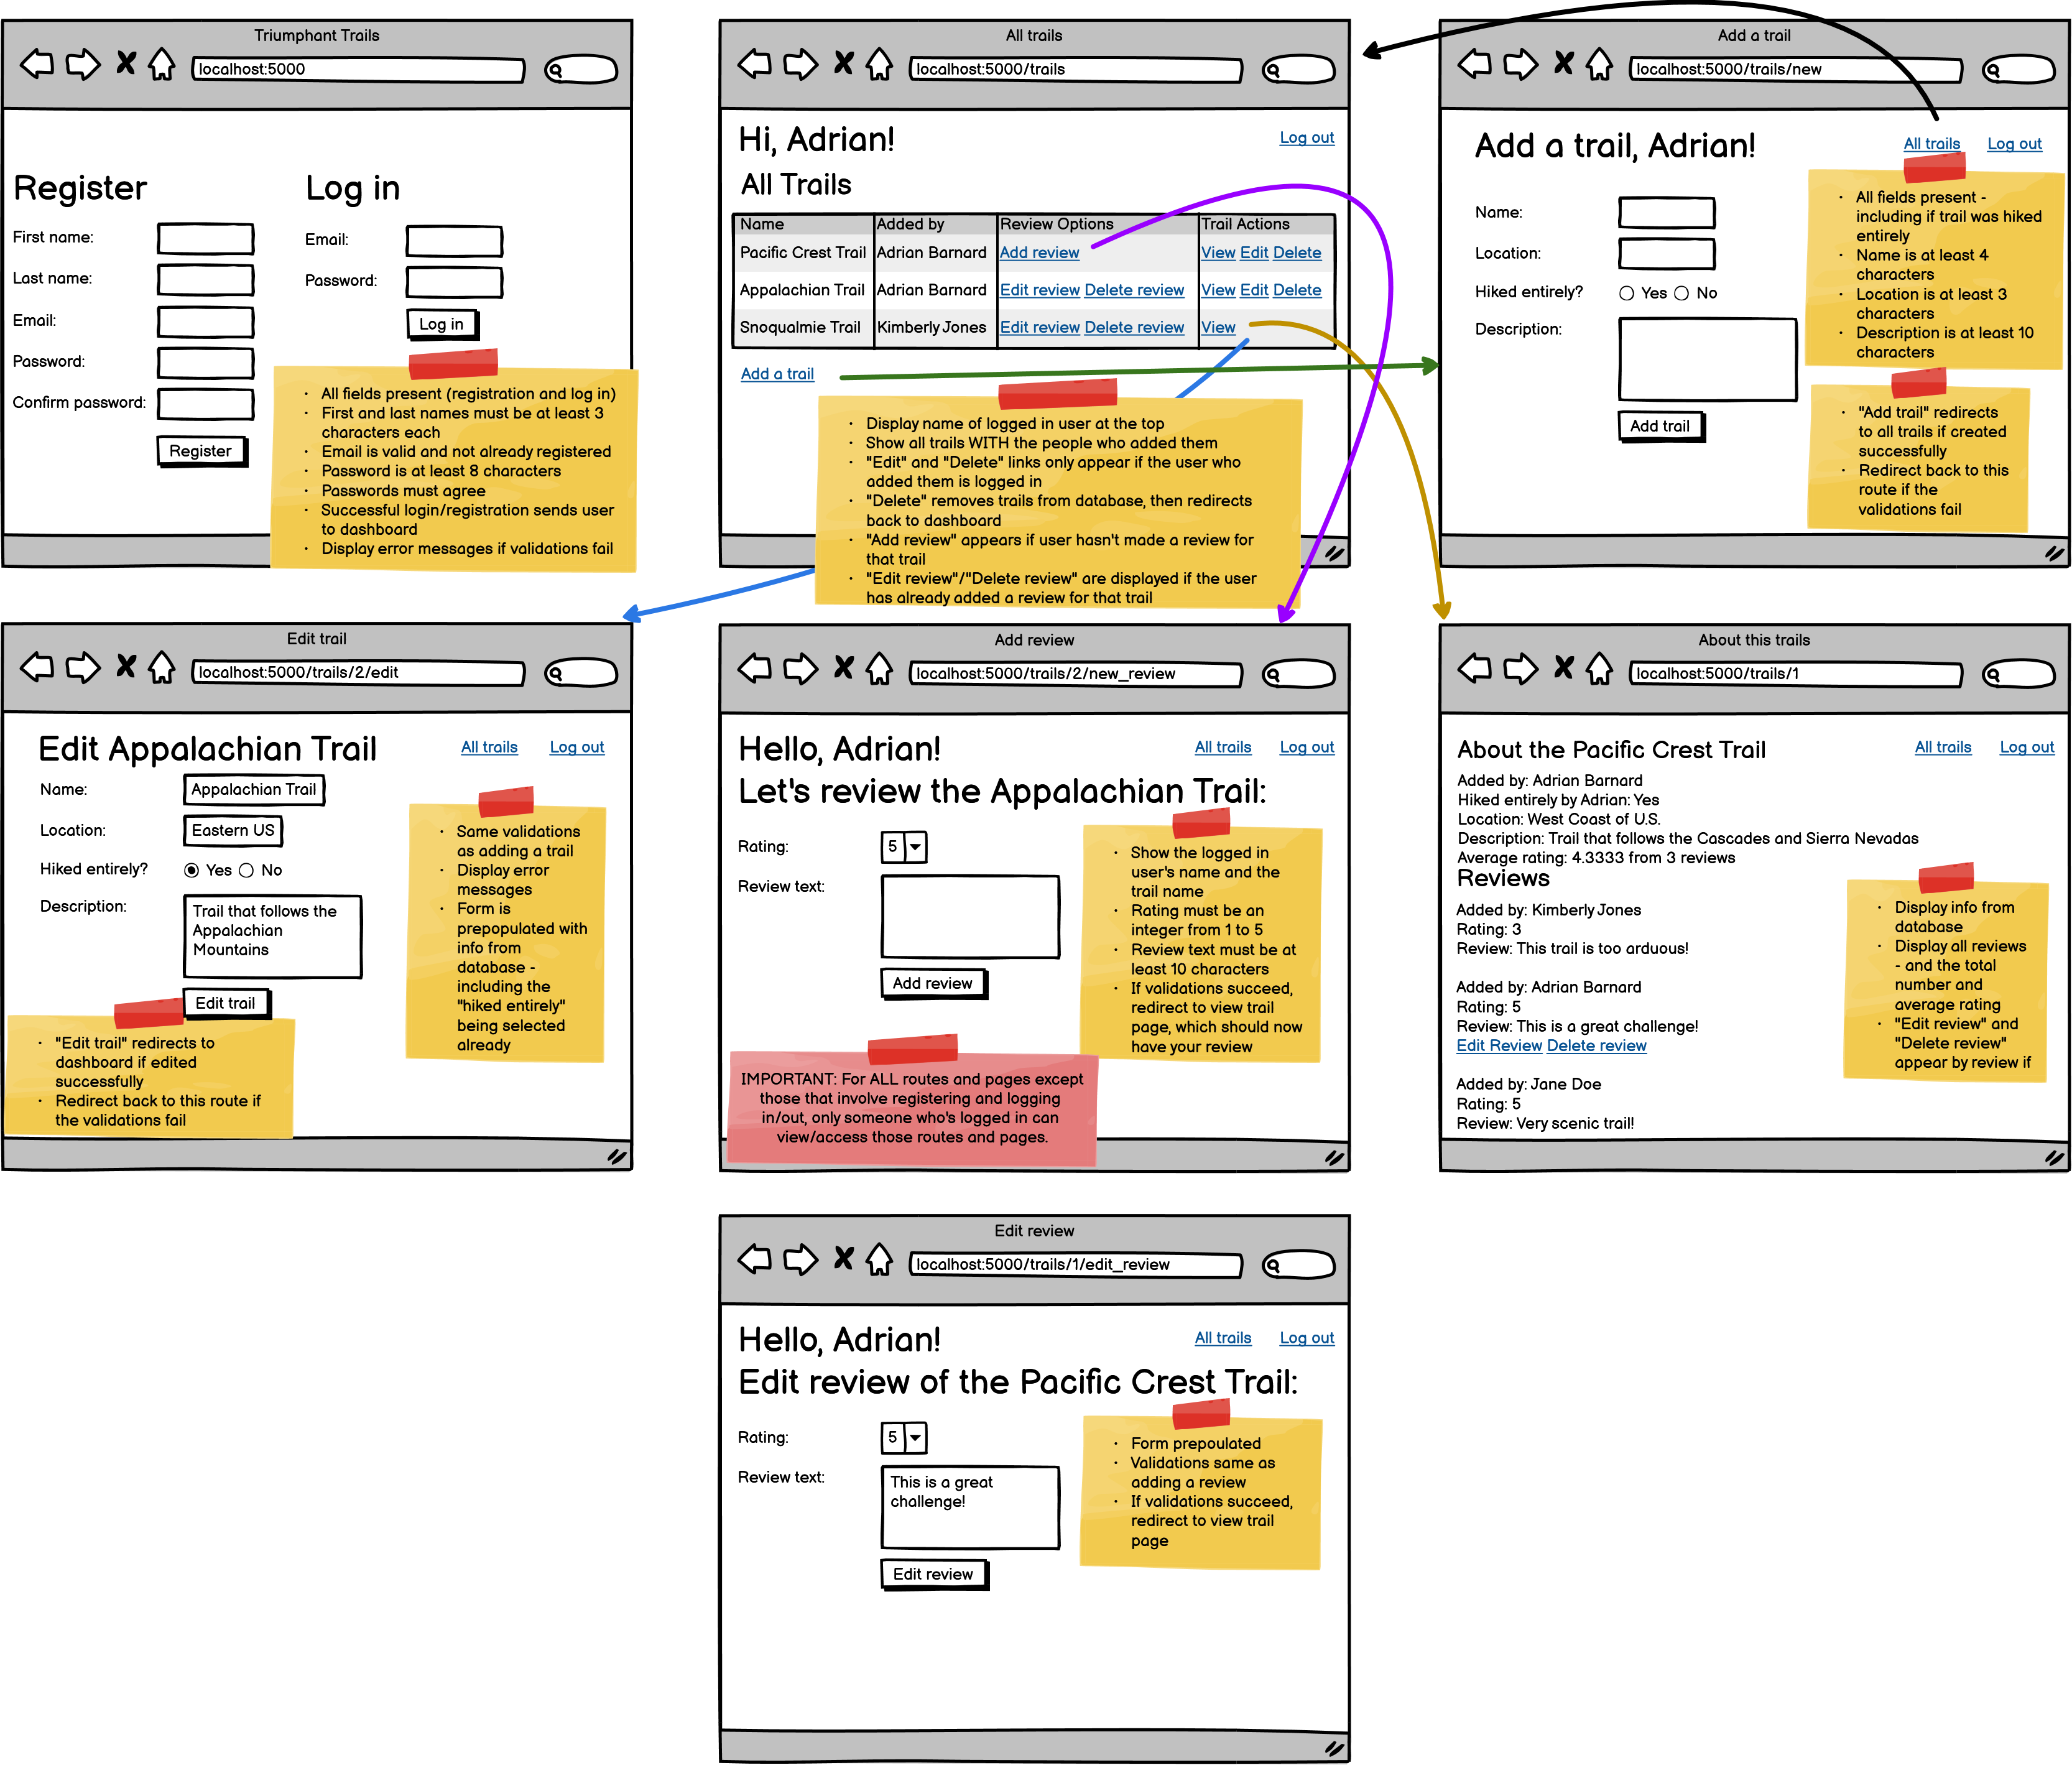 Triumphant Trails
localhost:5000
Register
First name:
Last name:
Email:
Password:
Confirm password:
Register
Log in
Email:
Password:
Log in
· All fields present (registration and log in)
· First and last names must be at least 3
characters each
· Email is valid and not already registered
· Password is at least 8 characters
· Passwords must agree
· Successful login/registration sends user
to dashboard
· Display error messages if validations fail
All trails
localhost:5000/trails
Hi, Adrian!
Log out
All Trails
Name Added by Review Options Trail Actions
Pacific Crest Trail Adrian Barnard Add review View Edit Delete
Appalachian Trail Adrian Barnard Edit review Delete review View Edit Delete
Snoqualmie Trail Kimberly Jones Edit review Delete review View
Add a trail
· Display name of logged in user at the top
· Show all trails WITH the people who added them
· "Edit" and "Delete" links only appear if the user who
added them is logged in
· "Delete" removes trails from database, then redirects
back to dashboard
· "Add review" appears if user hasn't made a review for
that trail
· "Edit review"/"Delete review" are displayed if the user
has already added a review for that trail
Add a trail
localhost:5000/trails/new
Add a trail, Adrian!
All trails Log out
Name:
Location:
Hiked entirely? Yes No
Description:
Add trail
· All fields present -
including if trail was hiked
entirely
· Name is at least 4
characters
· Location is at least 3
characters
· Description is at least 10
characters
· "Add trail" redirects
to all trails if created
successfully
· Redirect back to this
route if the
validations fail
Edit trail
localhost:5000/trails/2/edit
Edit Appalachian Trail
All trails Log out
Name: Appalachian Trail
Location: Eastern US
Hiked entirely? Yes No
Description: Trail that follows the
Appalachian
Mountains
Edit trail
· Same validations
as adding a trail
· Display error
messages
· Form is
prepopulated with
info from
database -
including the
"hiked entirely"
being selected
already
· "Edit trail" redirects to
dashboard if edited
successfully
· Redirect back to this route if
the validations fail
Add review
localhost:5000/trails/2/new_review
Hello, Adrian!
All trails Log out
Let's review the Appalachian Trail:
Rating: 5
Review text:
Add review
· Show the logged in
user's name and the
trail name
· Rating must be an
integer from 1 to 5
· Review text must be at
least 10 characters
· If validations succeed,
redirect to view trail
page, which should now
have your review
IMPORTANT: For ALL routes and pages except
those that involve registering and logging
in/out, only someone who's logged in can
view/access those routes and pages.
About this trails
localhost:5000/trails/1
About the Pacific Crest Trail
All trails Log out
Added by: Adrian Barnard
Hiked entirely by Adrian: Yes
Location: West Coast of U.S.
Description: Trail that follows the Cascades and Sierra Nevadas
Average rating: 4.3333 from 3 reviews
Reviews
Added by: Kimberly Jones
Rating: 3
Review: This trail is too arduous!
Added by: Adrian Barnard
Rating: 5
Review: This is a great challenge!
Edit Review Delete review
Added by: Jane Doe
Rating: 5
Review: Very scenic trail!
· Display info from
database
· Display all reviews
- and the total
number and
average rating
· "Edit review" and
"Delete review"
appear by review if
Edit review
localhost:5000/trails/1/edit_review
Hello, Adrian!
All trails Log out
Edit review of the Pacific Crest Trail:
Rating: 5
Review text: This is a great
challenge!
Edit review
· Form prepoulated
· Validations same as
adding a review
· If validations succeed,
redirect to view trail
page